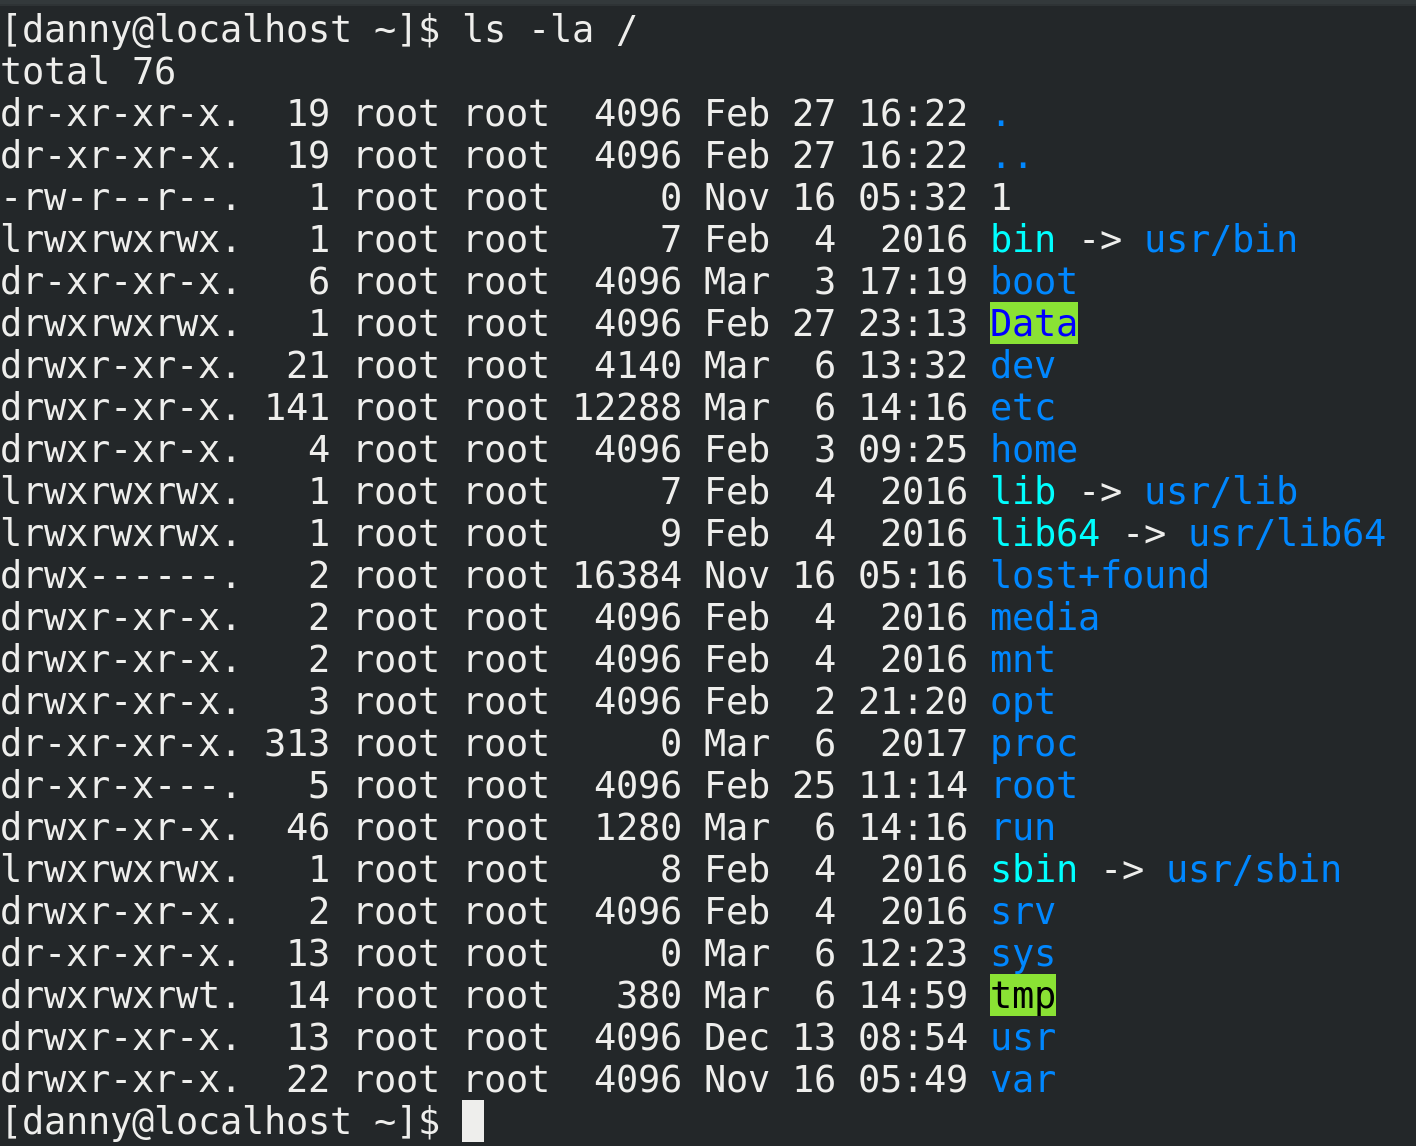 [danny@localhost ~]$ ls -la /
total 76
dr-xr-xr-x.  19 root root  4096 Feb 27 16:22 .
dr-xr-xr-x.  19 root root  4096 Feb 27 16:22 ..
-rw-r--r--.   1 root root     0 Nov 16 05:32 1
lrwxrwxrwx.   1 root root     7 Feb  4  2016 bin -> usr/bin
dr-xr-xr-x.   6 root root  4096 Mar  3 17:19 boot
drwxrwxrwx.   1 root root  4096 Feb 27 23:13 Data
drwxr-xr-x.  21 root root  4140 Mar  6 13:32 dev
drwxr-xr-x. 141 root root 12288 Mar  6 14:16 etc
drwxr-xr-x.   4 root root  4096 Feb  3 09:25 home
lrwxrwxrwx.   1 root root     7 Feb  4  2016 lib -> usr/lib
lrwxrwxrwx.   1 root root     9 Feb  4  2016 lib64 -> usr/lib64
drwx------.   2 root root 16384 Nov 16 05:16 lost+found
drwxr-xr-x.   2 root root  4096 Feb  4  2016 media
drwxr-xr-x.   2 root root  4096 Feb  4  2016 mnt
drwxr-xr-x.   3 root root  4096 Feb  2 21:20 opt
dr-xr-xr-x. 313 root root     0 Mar  6  2017 proc
dr-xr-x---.   5 root root  4096 Feb 25 11:14 root
drwxr-xr-x.  46 root root  1280 Mar  6 14:16 run
lrwxrwxrwx.   1 root root     8 Feb  4  2016 sbin -> usr/sbin
drwxr-xr-x.   2 root root  4096 Feb  4  2016 srv
dr-xr-xr-x.  13 root root     0 Mar  6 12:23 sys
drwxrwxrwt.  14 root root   380 Mar  6 14:59 tmp
drwxr-xr-x.  13 root root  4096 Dec 13 08:54 usr
drwxr-xr-x.  22 root root  4096 Nov 16 05:49 var
[danny@localhost ~]$